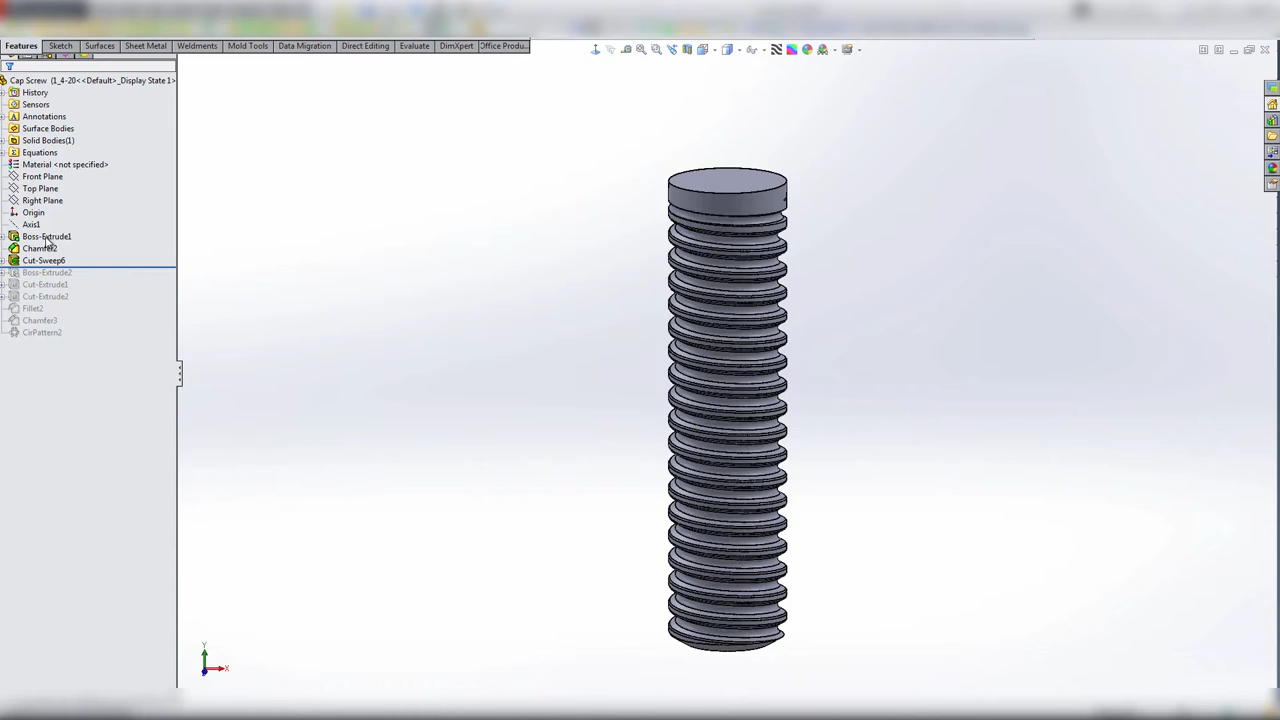 Features Sketch Surfaces Sheet Metal Weldments Mold Tools Data Migration Direct Editing Evaluate DimXpert Office Produ...
Cap Screw (1_4-20<<Default>_Display State 1>)
History
Sensors
Annotations
Surface Bodies
Solid Bodies(1)
Equations
Material <not specified>
Front Plane
Top Plane
Right Plane
Origin
Axis1
Boss-Extrude1
Chamfer2
Cut-Sweep6
Boss-Extrude2
Cut-Extrude1
Cut-Extrude2
Fillet2
Chamfer3
CirPattern2
Y
X